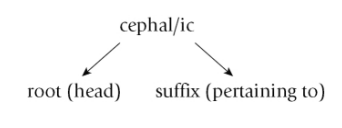 cephal/ic
root (head) suffix (pertaining to)